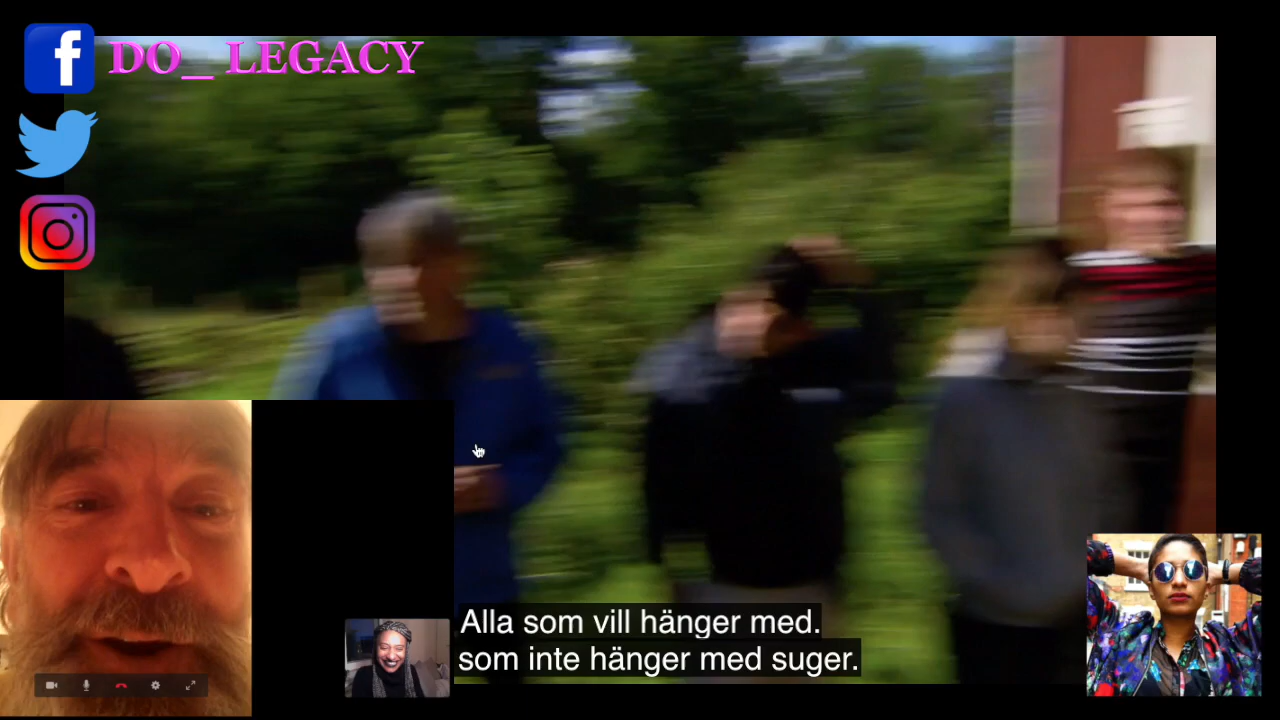 DO_ LEGACY
Alla som vill hänger med.
som inte hänger med suger.